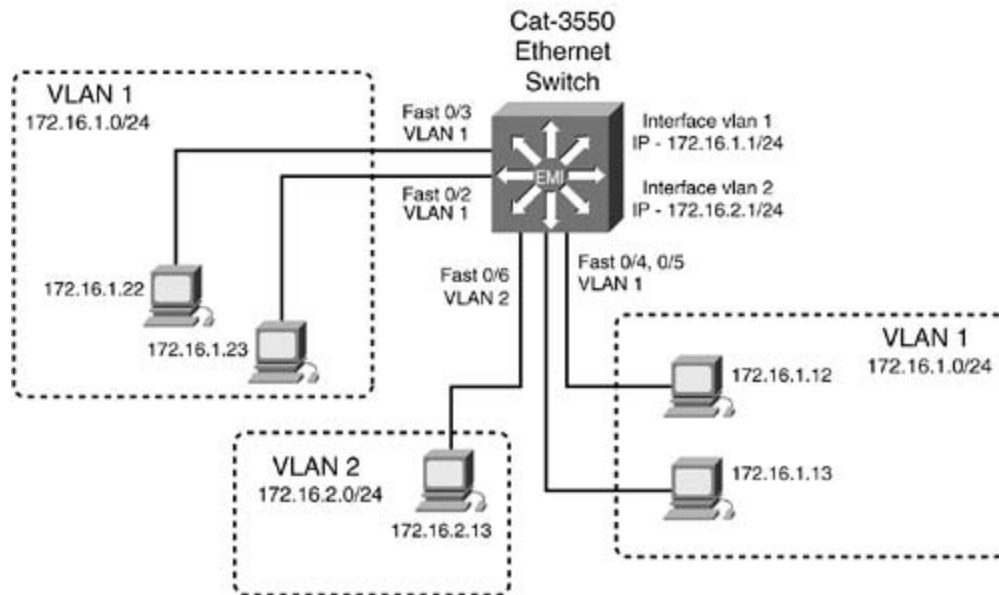 Cat-3550
Ethernet
Switch
VLAN 1
172.16.1.0/24
Fast 0/3
VLAN 1
Interface vlan 1
IP - 172.16.1.1/24
EMI
Fast 0/2
VLAN 1
Interface vlan 2
IP - 172.16.2.1/24
172.16.1.22
172.16.1.23
Fast 0/6
VLAN 2
Fast 0/4, 0/5
VLAN 1
VLAN 1
172.16.1.0/24
172.16.1.12
172.16.1.13
VLAN 2
172.16.2.0/24
172.16.2.13